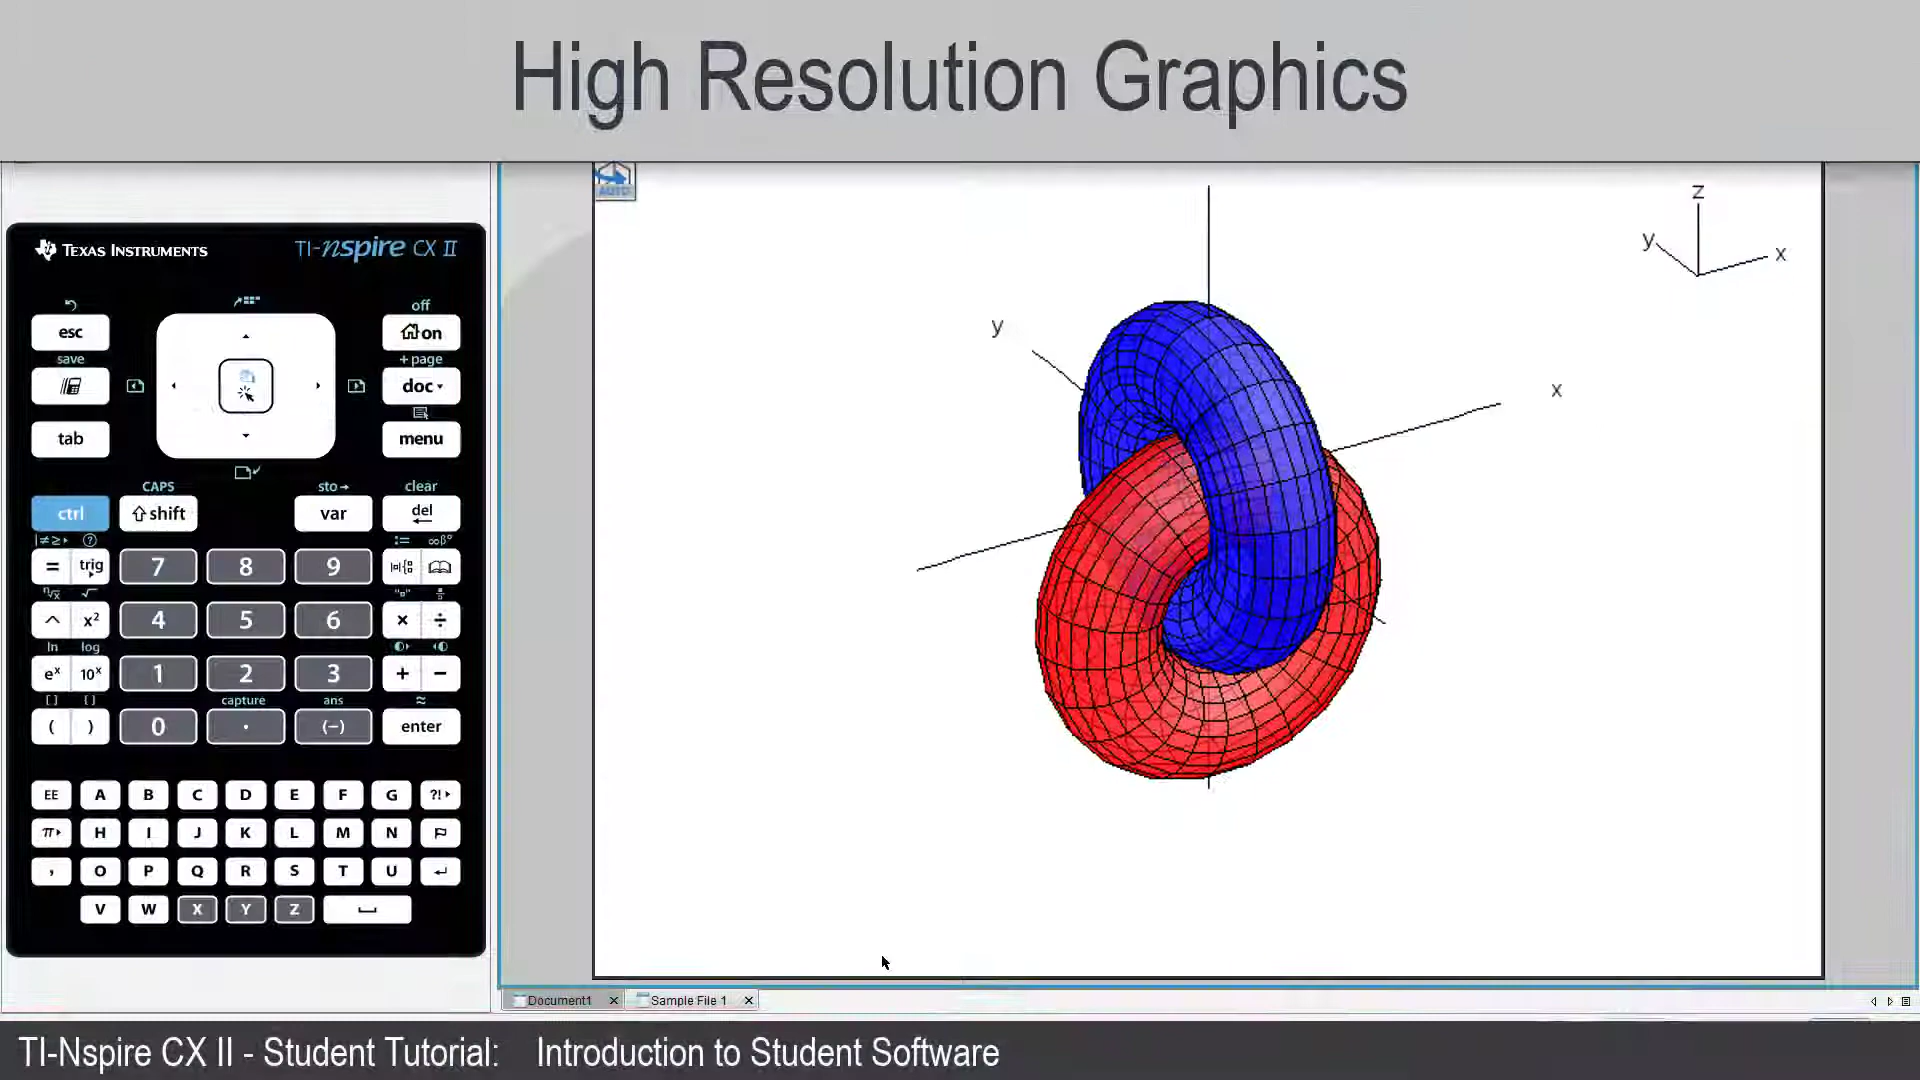 High Resolution Graphics
AUTO
z
y
x
y
x
TEXAS INSTRUMENTS TI-nspire CX II
off
esc
on
save
+ page
doc
tab
menu
CAPS
sto→
clear
ctrl
⇧shift
var
del
|≠≥▸
?
:=
∞β°
=
trig
7
8
9
ⁿ√x
√
"▫"
^
x²
4
5
6
×
÷
ln
log
eˣ
10ˣ
1
2
3
+
−
[ ]
{ }
capture
ans
≈
(
)
0
.
(−)
enter
EE A B C D E F G ?!▸
π▸ H I J K L M N
, O P Q R S T U ↵
V W X Y Z
Document1
Sample File 1
TI-Nspire CX II - Student Tutorial: Introduction to Student Software